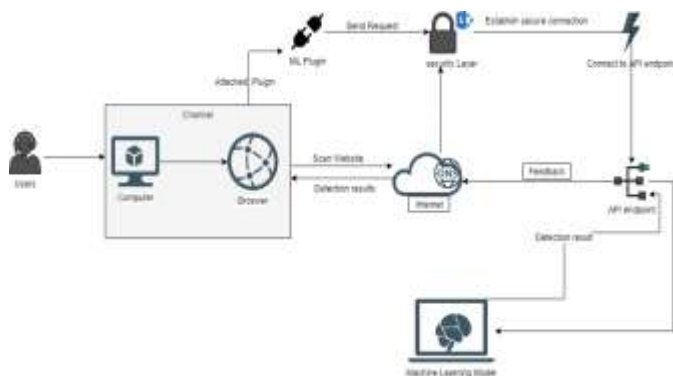 Send Request
Establish secure connection
ML Plugin
security Layer
Connect to API endpoint
Attached Plugin
Channel
Scan Website
Feedback
Users
Computer
Browser
Detection results
DNS
Internet
API endpoint
Detection result
Machine Learning Model